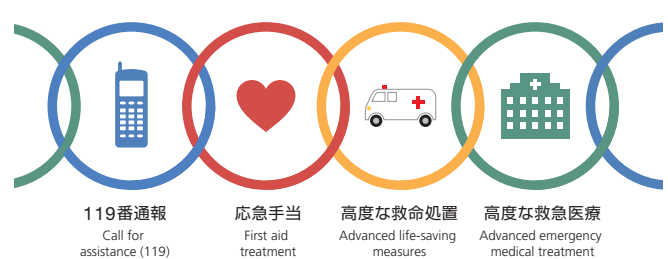 119番通報
Call for
assistance (119)
応急手当
First aid
treatment
高度な救命処置
Advanced life-saving
measures
高度な救急医療
Advanced emergency
medical treatment